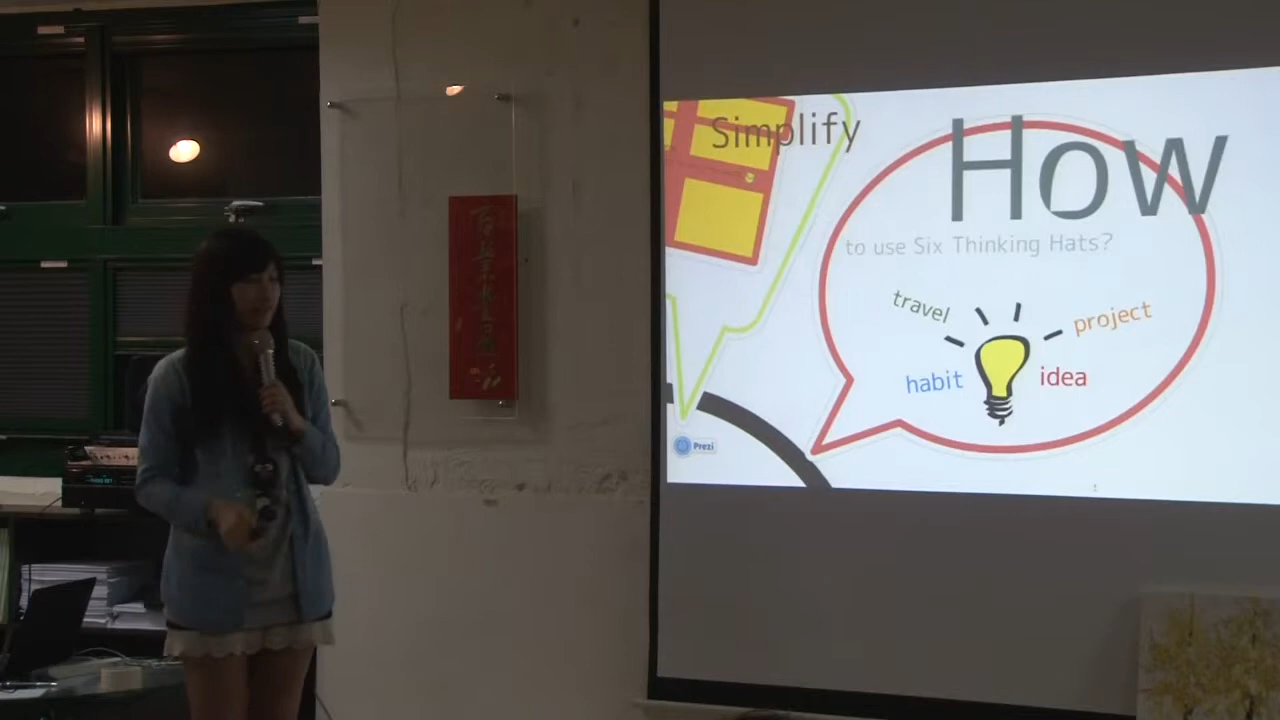 Simplify
How
to use Six Thinking Hats?
travel
project
habit
idea
Prezi